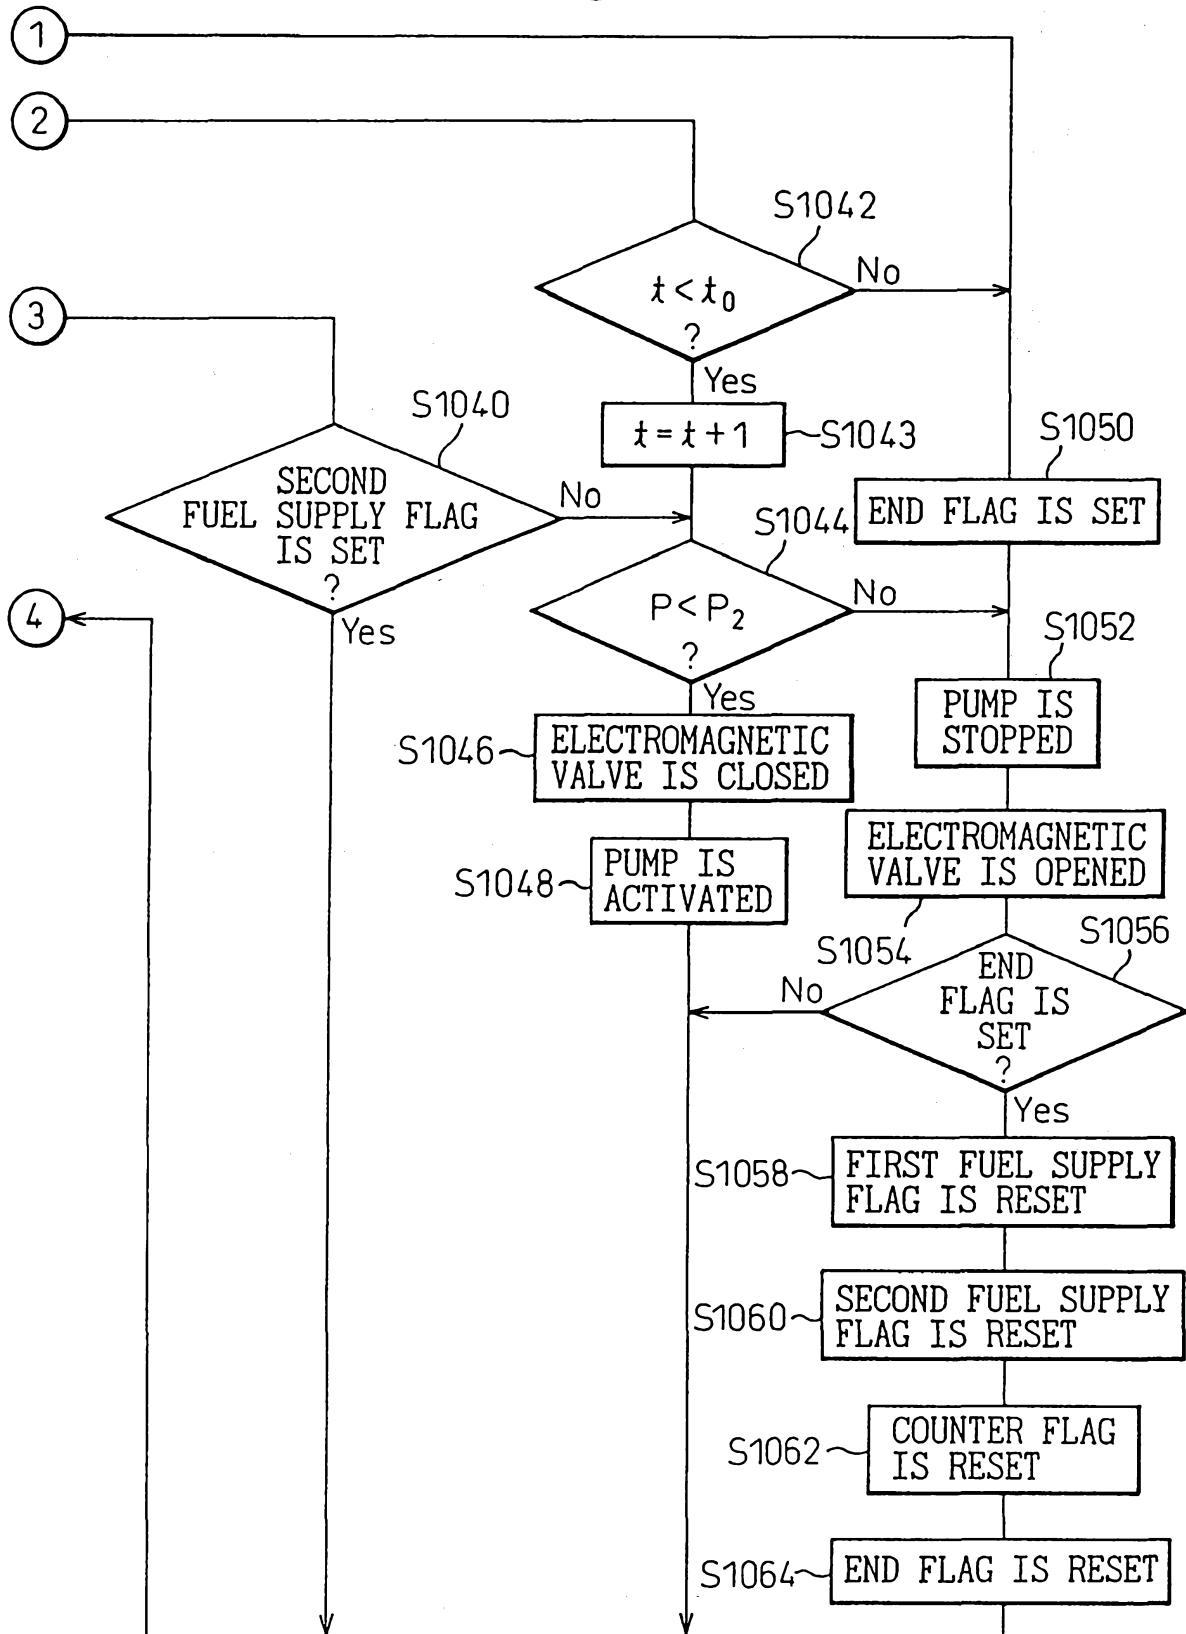 1
2
S1042
t < t0
?
No
Yes
3
S1040
t = t + 1
S1043
S1050
SECOND
FUEL SUPPLY FLAG
IS SET
?
No
Yes
END FLAG IS SET
S1044
P < P2
?
No
Yes
4
S1052
PUMP IS
STOPPED
S1046
ELECTROMAGNETIC
VALVE IS CLOSED
ELECTROMAGNETIC
VALVE IS OPENED
S1048
PUMP IS
ACTIVATED
S1054
S1056
END
FLAG IS
SET
?
No
Yes
S1058
FIRST FUEL SUPPLY
FLAG IS RESET
S1060
SECOND FUEL SUPPLY
FLAG IS RESET
S1062
COUNTER FLAG
IS RESET
S1064
END FLAG IS RESET